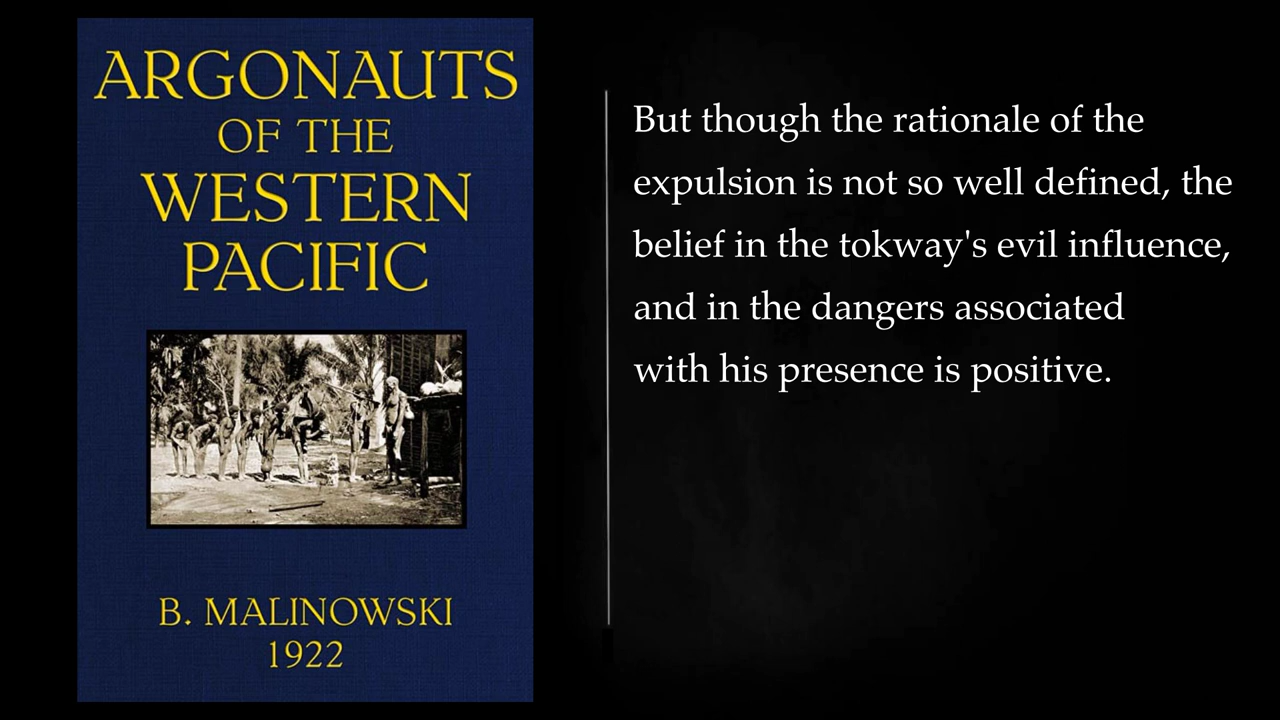 ARGONAUTS
OF THE
WESTERN
PACIFIC
B. MALINOWSKI
1922
But though the rationale of the
expulsion is not so well defined, the
belief in the tokway's evil influence,
and in the dangers associated
with his presence is positive.